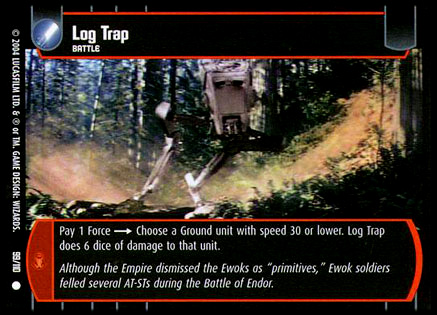 Log Trap
BATTLE
Pay 1 Force → Choose a Ground unit with speed 30 or lower. Log Trap
does 6 dice of damage to that unit.
Although the Empire dismissed the Ewoks as “primitives,” Ewok soldiers
felled several AT-STs during the Battle of Endor.
© 2004 LUCASFILM LTD. & ® or TM. GAME DESIGN: WIZARDS.
99/110